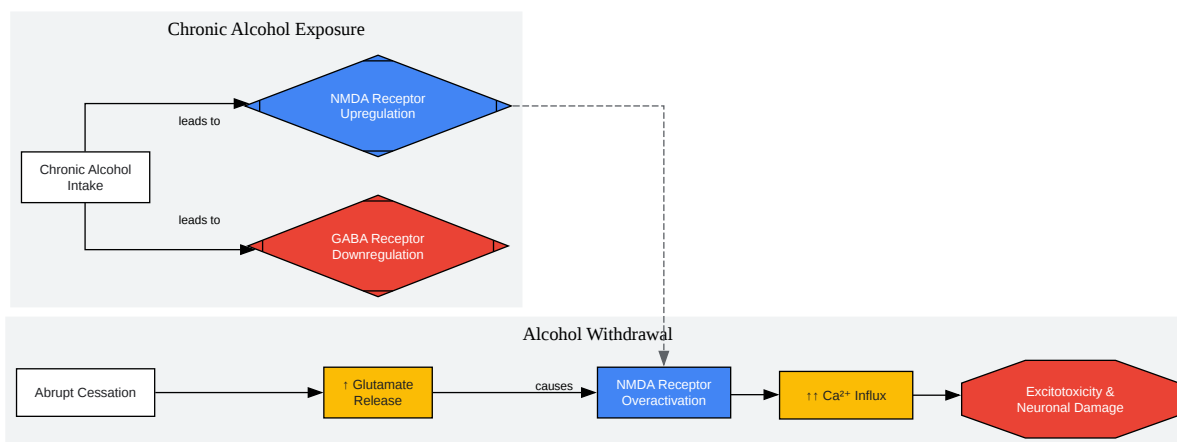 Chronic Alcohol Exposure
NMDA Receptor
Upregulation
leads to
Chronic Alcohol
Intake
leads to
GABA Receptor
Downregulation
Alcohol Withdrawal
Abrupt Cessation
↑ Glutamate
Release
causes
NMDA Receptor
Overactivation
↑↑ Ca²⁺ Influx
Excitotoxicity &
Neuronal Damage